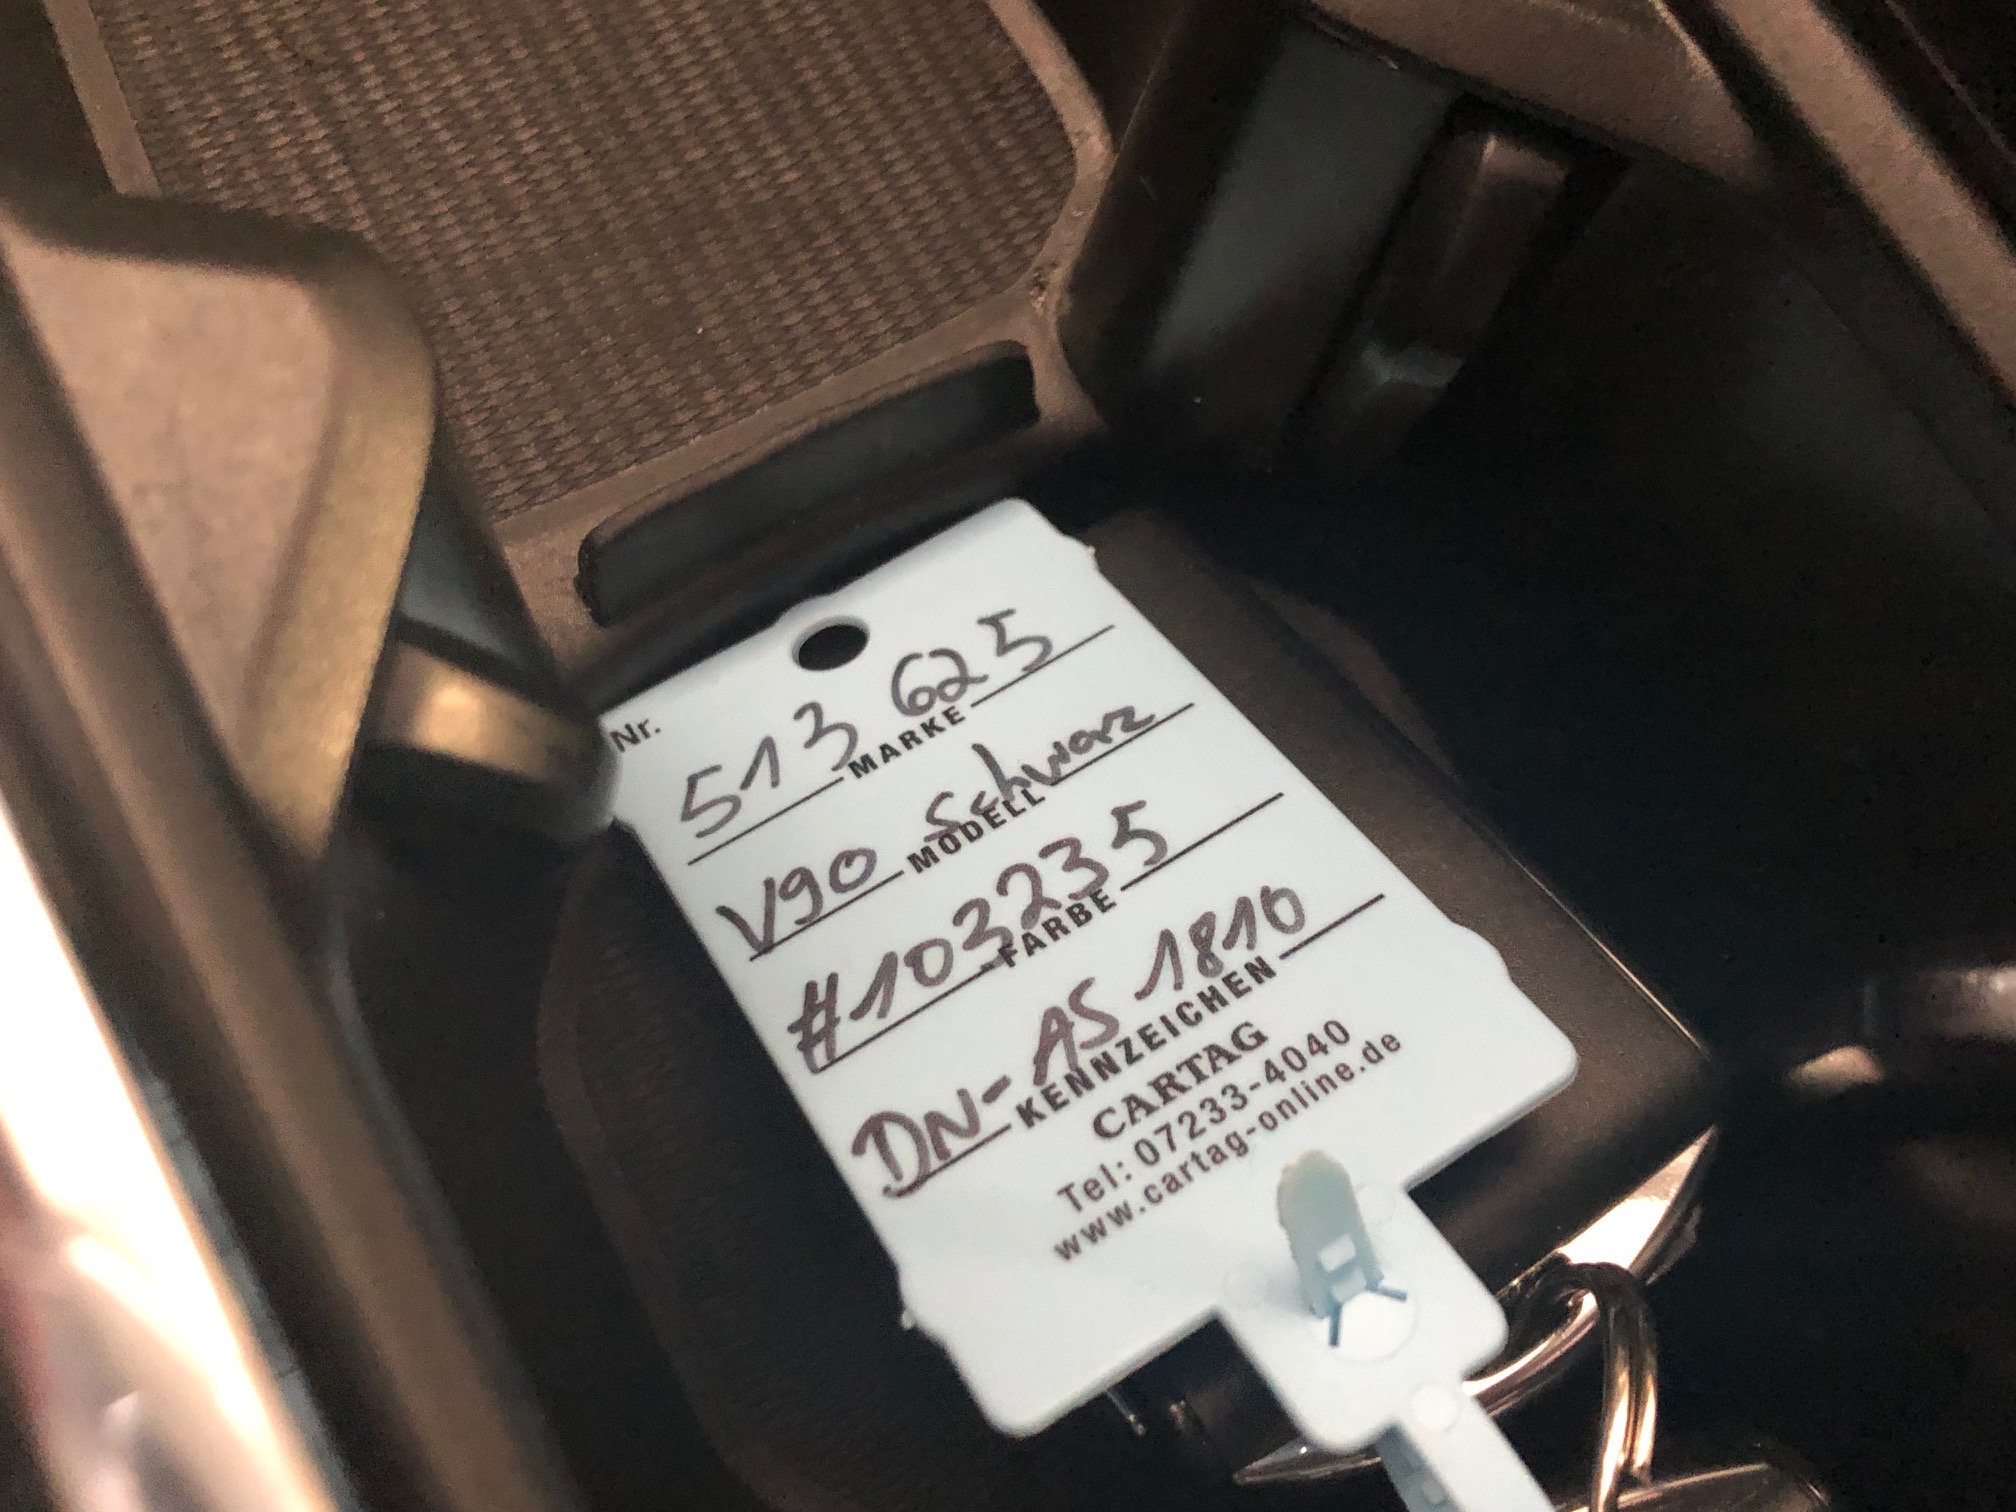 Nr.
513 625
MARKE
V90 Schwarz
MODELL
#103235
FARBE
DN-AS 1810
KENNZEICHEN
CARTAG
Tel: 07233-4040
www.cartag-online.de